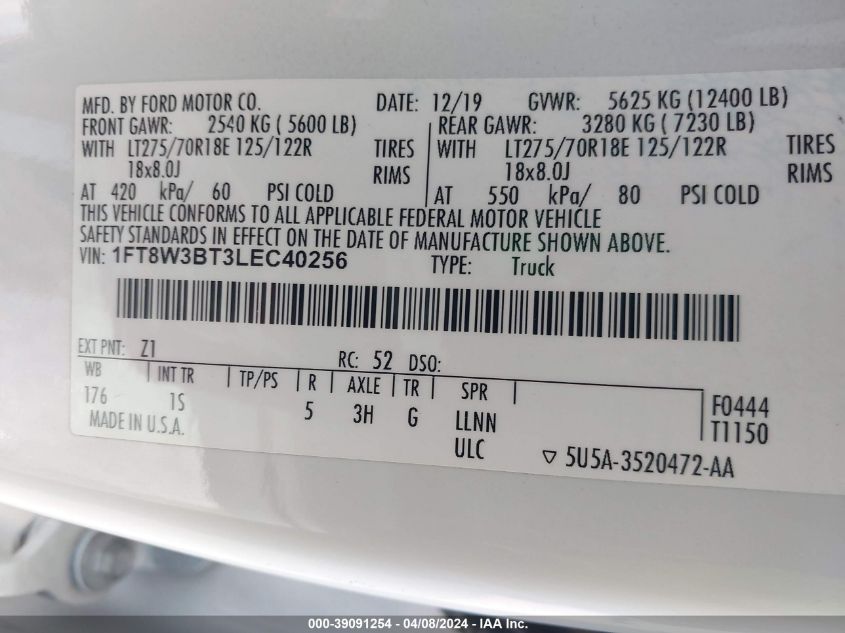 MFD. BY FORD MOTOR CO. DATE: 12/19 GVWR: 5625 KG (12400 LB)
FRONT GAWR: 2540 KG ( 5600 LB) REAR GAWR: 3280 KG ( 7230 LB)
WITH LT275/70R18E 125/122R TIRES WITH LT275/70R18E 125/122R TIRES
18x8.0J RIMS 18x8.0J RIMS
AT 420 kPa/ 60 PSI COLD AT 550 kPa/ 80 PSI COLD
THIS VEHICLE CONFORMS TO ALL APPLICABLE FEDERAL MOTOR VEHICLE
SAFETY STANDARDS IN EFFECT ON THE DATE OF MANUFACTURE SHOWN ABOVE.
VIN: 1FT8W3BT3LEC40256 TYPE: Truck
EXT PNT: Z1 RC: 52 DSO:
WB INT TR TP/PS R AXLE TR SPR
176 1S 5 3H G LLNN F0444
MADE IN U.S.A. ULC T1150
5U5A-3520472-AA
000-39091254 - 04/08/2024 - IAA Inc.